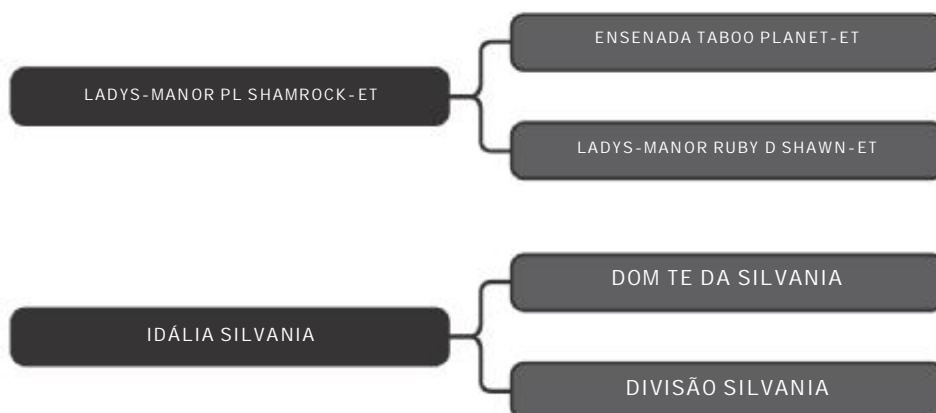 ENSENADA TABOO PLANET-ET
LADYS-MANOR PL SHAMROCK-ET
LADYS-MANOR RUBY D SHAWN-ET
DOM TE DA SILVANIA
IDÁLIA SILVANIA
DIVISÃO SILVANIA